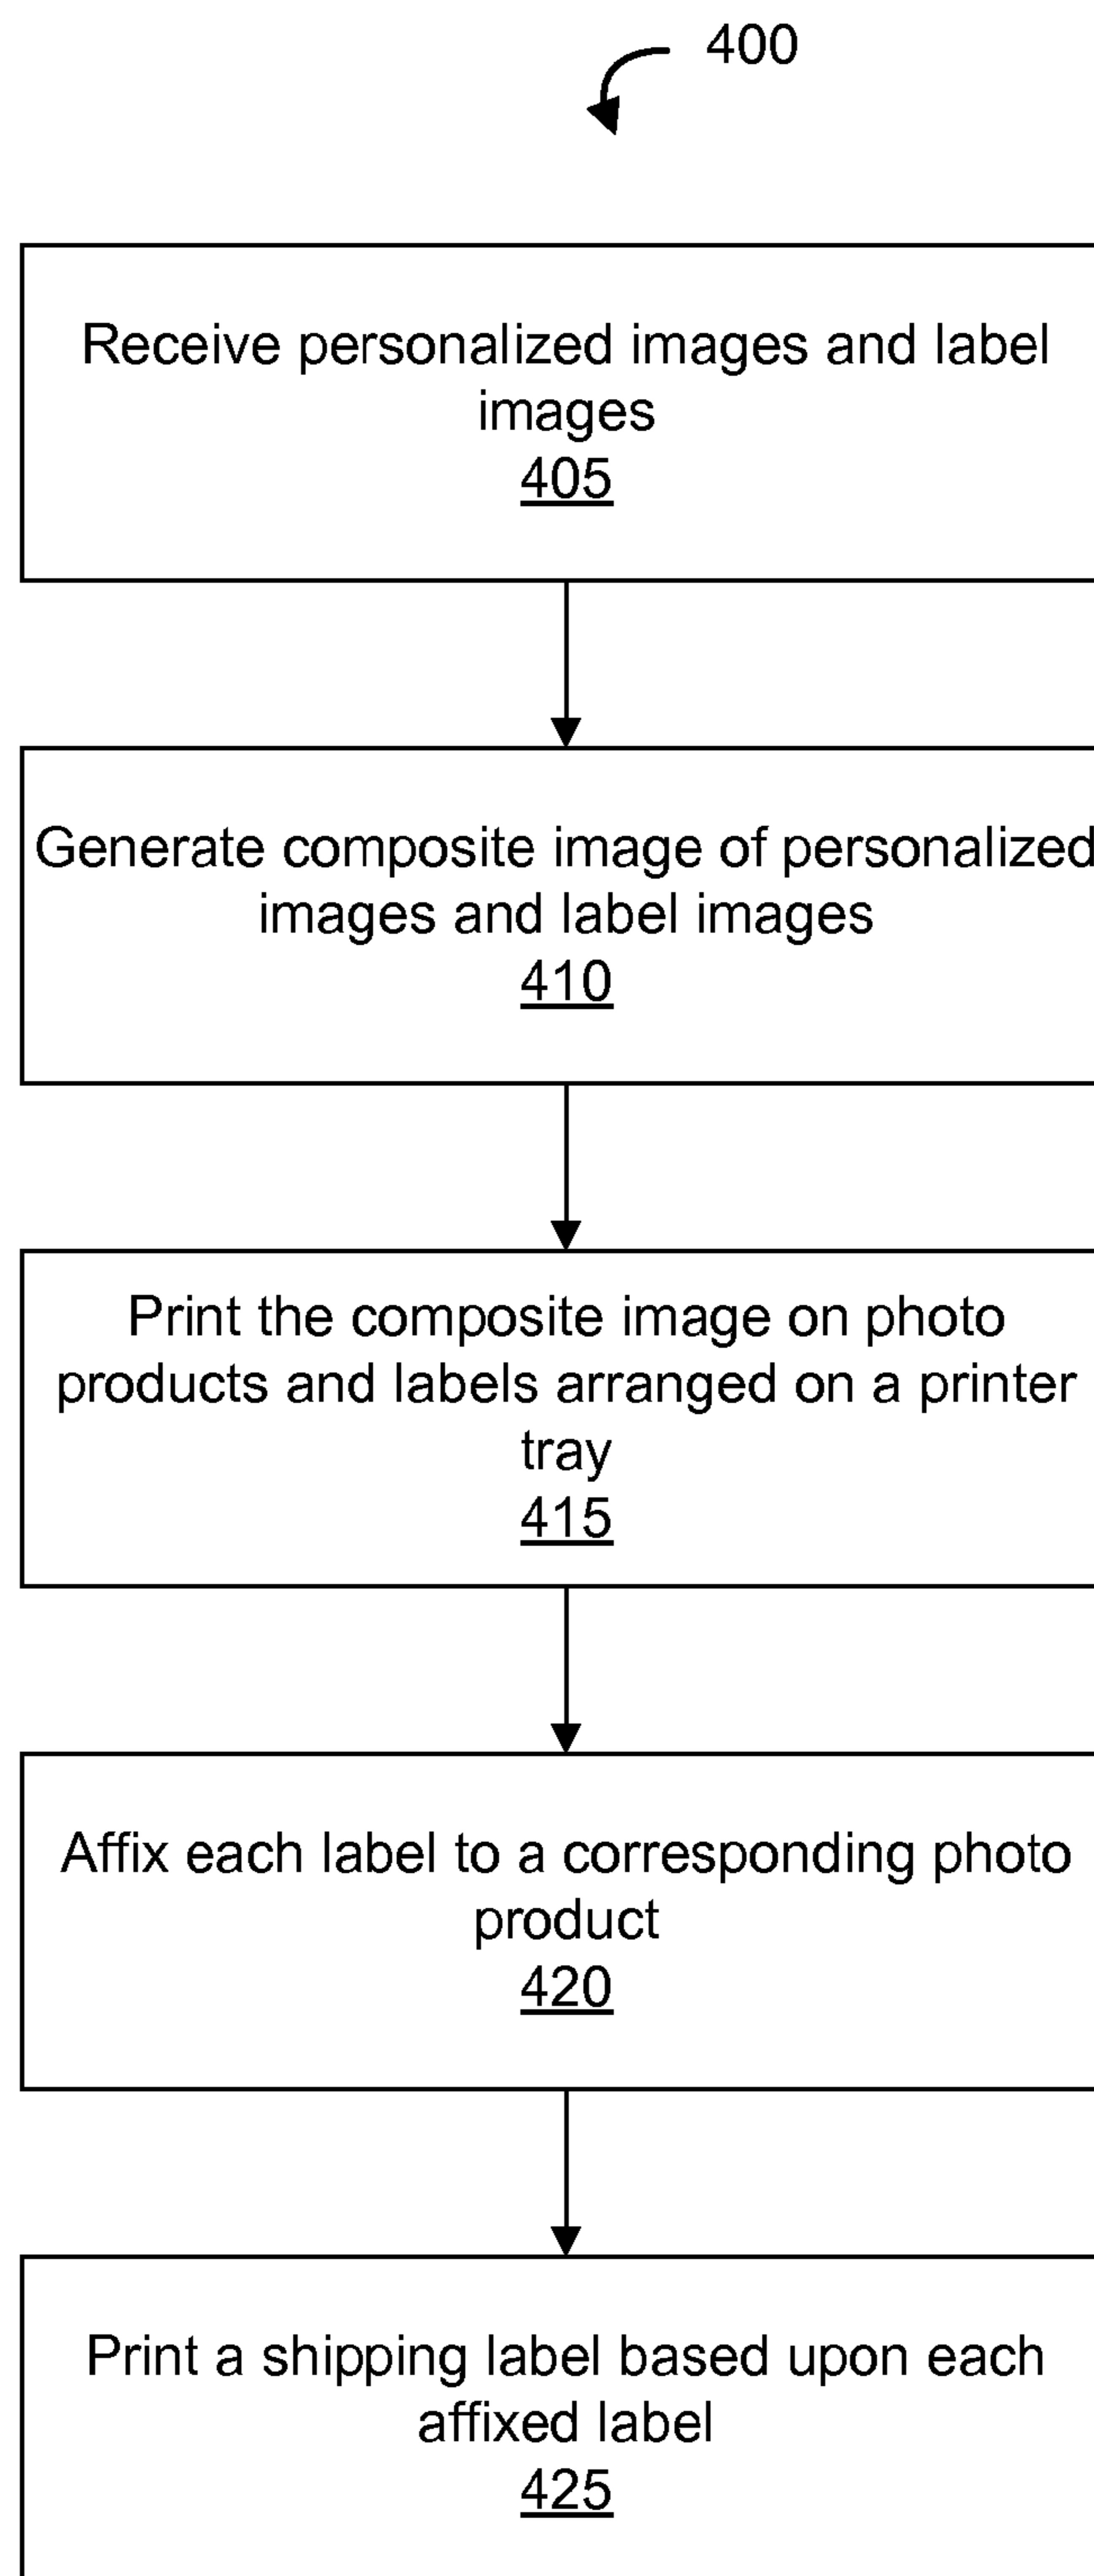 400
Receive personalized images and label
images
405
Generate composite image of personalized
images and label images
410
Print the composite image on photo
products and labels arranged on a printer
tray
415
Affix each label to a corresponding photo
product
420
Print a shipping label based upon each
affixed label
425